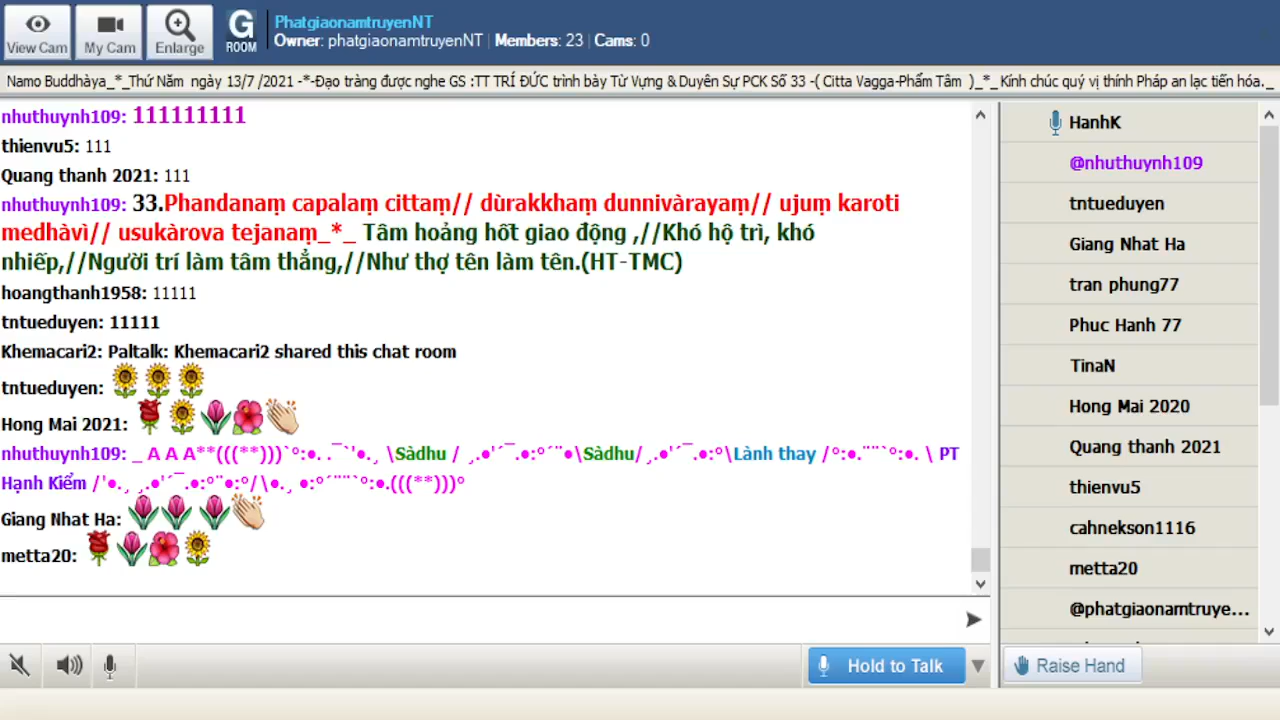 View Cam
My Cam
Enlarge
G
ROOM
PhatgiaonamtruyenNT
Owner: phatgiaonamtruyenNT | Members: 23 | Cams: 0
Namo Buddhàya_*_Thứ Năm ngày 13/7 /2021 -*-Đạo tràng được nghe GS :TT TRÍ ĐỨC trình bày Từ Vựng & Duyên Sự PCK Số 33 -( Citta Vagga-Phẩm Tâm )_*_Kính chúc quý vị thính Pháp an lạc tiến hóa._
nhuthuynh109: 111111111
thienvu5: 111
Quang thanh 2021: 111
nhuthuynh109: 33.Phandanaṃ capalaṃ cittaṃ// dùrakkhaṃ dunnivàrayaṃ// ujuṃ karoti
medhàvì// usukàrova tejanaṃ_*_ Tâm hoảng hốt giao động ,//Khó hộ trì, khó
nhiếp,//Người trí làm tâm thẳng,//Như thợ tên làm tên.(HT-TMC)
hoangthanh1958: 11111
tntueduyen: 11111
Khemacari2: Paltalk: Khemacari2 shared this chat room
tntueduyen:
Hong Mai 2021:
nhuthuynh109: _ A A A**(((**)))`°:•. .¯`'•.¸ \Sàdhu / ¸.•'´¯.•:°´¨•\Sàdhu/¸.•'´¯.•:°\Lành thay /°:•.¨¨`°:•. \ PT
Hạnh Kiểm /'•.¸ ¸.•'´¯.•:°¨•:°/\•.¸ •:°´¨¨`°:•.(((**)))°
Giang Nhat Ha:
metta20:
Hold to Talk
HanhK
@nhuthuynh109
tntueduyen
Giang Nhat Ha
tran phung77
Phuc Hanh 77
TinaN
Hong Mai 2020
Quang thanh 2021
thienvu5
cahnekson1116
metta20
@phatgiaonamtruye...
Raise Hand